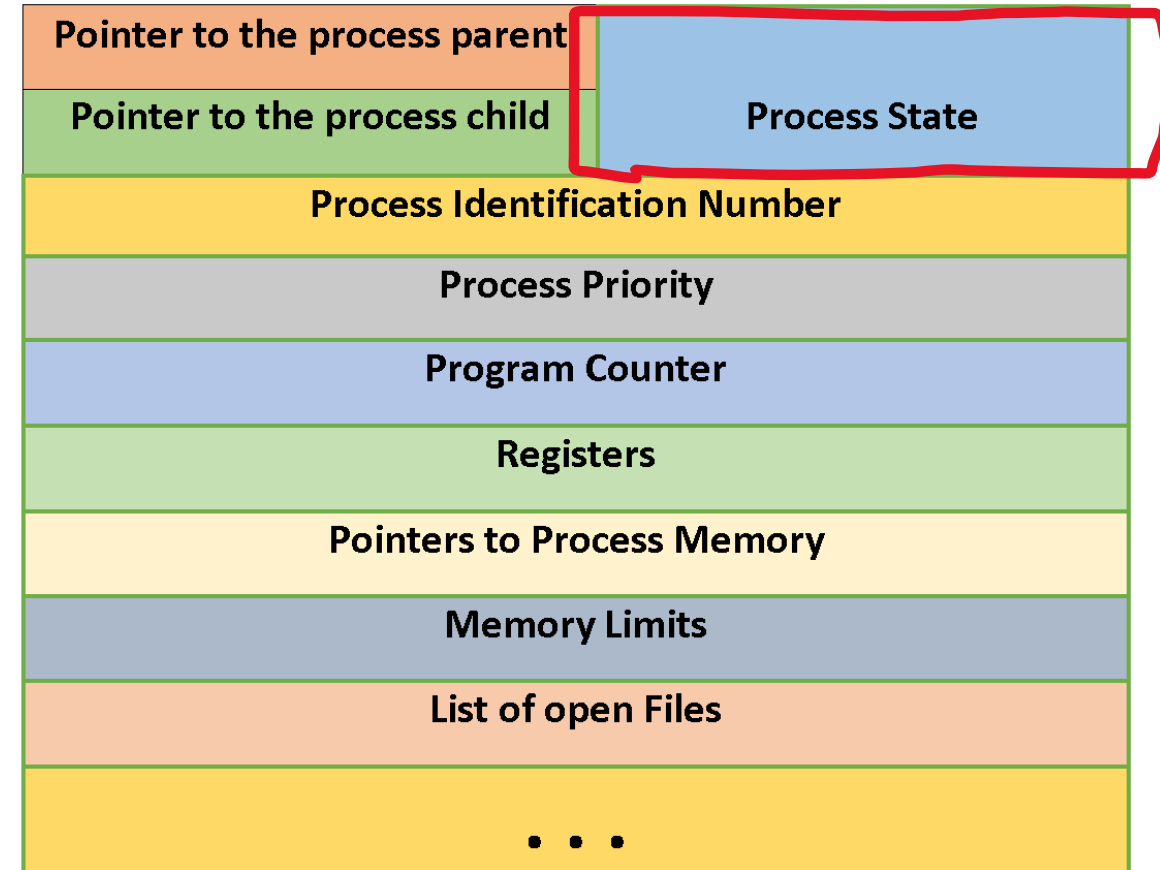 Pointer to the process parent
Pointer to the process child
Process State
Process Identification Number
Process Priority
Program Counter
Registers
Pointers to Process Memory
Memory Limits
List of open Files
. . .